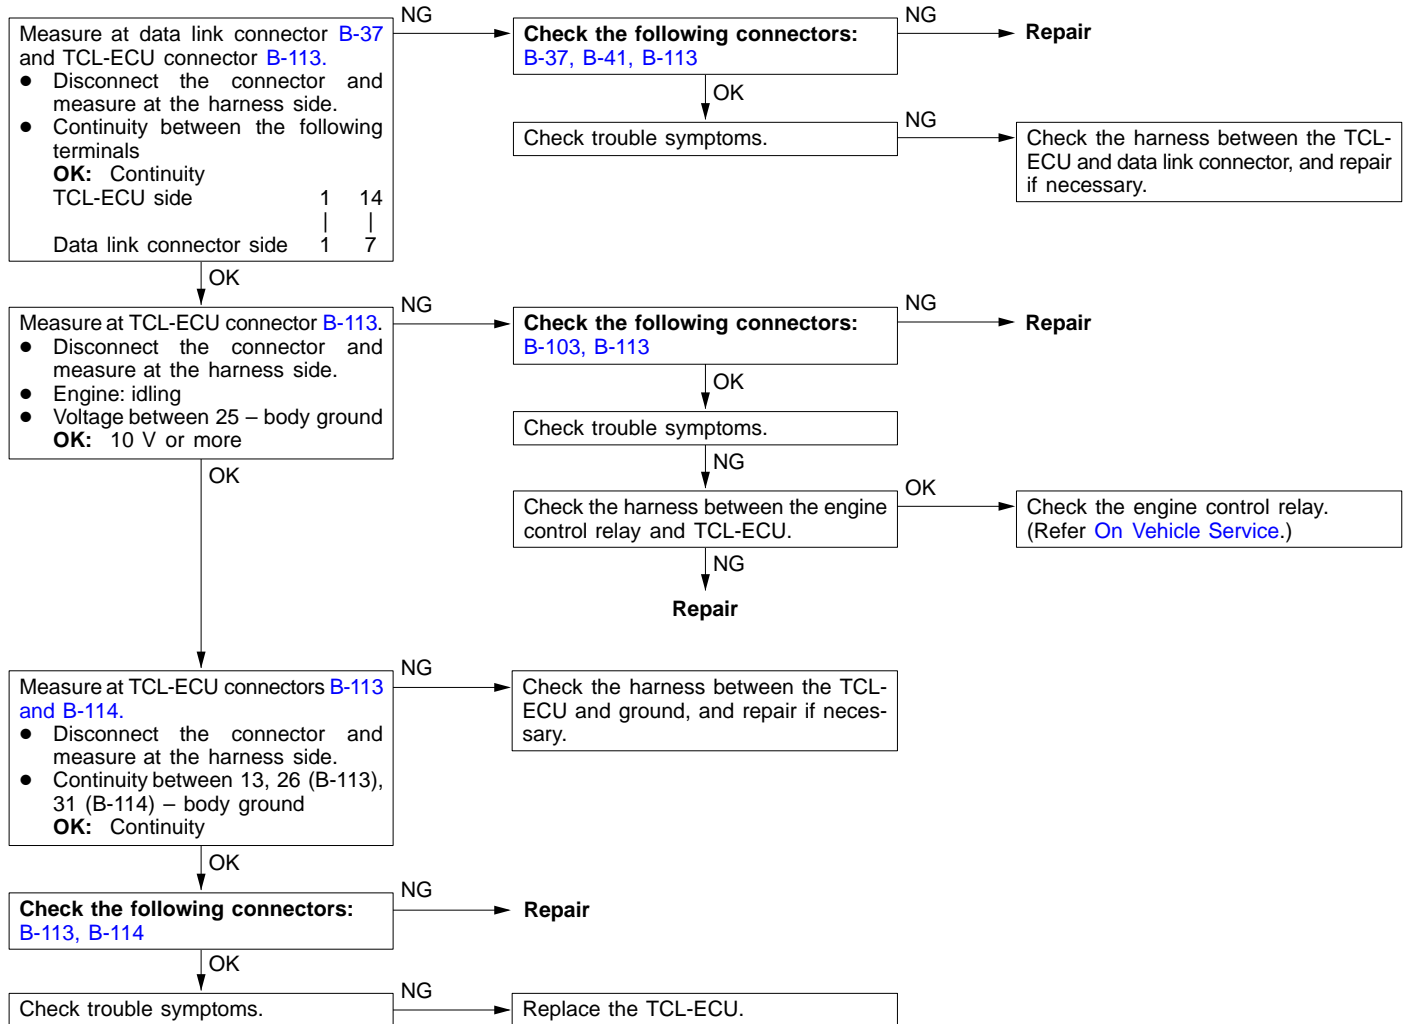 NG
NG
Measure at data link connector B-37
and TCL-ECU connector B-113.
● Disconnect the connector and
measure at the harness side.
● Continuity between the following
terminals
OK: Continuity
TCL-ECU side 1 14
| |
Data link connector side 1 7
Check the following connectors:
B-37, B-41, B-113
Repair
OK
NG
Check trouble symptoms.
Check the harness between the TCL-
ECU and data link connector, and repair
if necessary.
OK
NG
NG
Measure at TCL-ECU connector B-113.
● Disconnect the connector and
measure at the harness side.
● Engine: idling
● Voltage between 25 – body ground
OK: 10 V or more
Check the following connectors:
B-103, B-113
Repair
OK
Check trouble symptoms.
OK
NG
OK
Check the harness between the engine
control relay and TCL-ECU.
Check the engine control relay.
(Refer On Vehicle Service.)
NG
Repair
NG
Measure at TCL-ECU connectors B-113
and B-114.
● Disconnect the connector and
measure at the harness side.
● Continuity between 13, 26 (B-113),
31 (B-114) – body ground
OK: Continuity
Check the harness between the TCL-
ECU and ground, and repair if neces-
sary.
OK
NG
Check the following connectors:
B-113, B-114
Repair
OK
NG
Check trouble symptoms.
Replace the TCL-ECU.